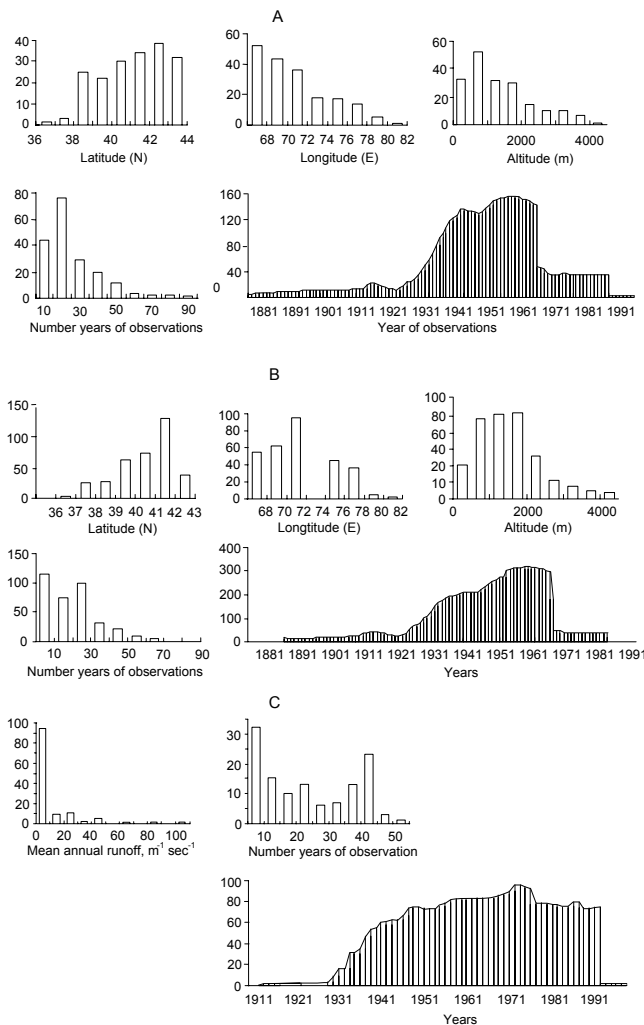 A
40
30
20
10
0
36 38 40 42 44
Latitude (N)
60
40
20
0
68 70 71 73 75 77 79 81 82
Longitude (E)
60
40
20
0
0 2000 4000
Altitude (m)
80
60
40
20
0
10 30 50 70 90
Number years of observations
160
120
80
40
0
1881 1891 1901 1911 1921 1931 1941 1951 1961 1971 1981 1991
Year of observations
B
150
100
50
0
36 37 38 39 40 41 42 43
Latitude (N)
100
80
60
40
20
0
68 70 71 72 74 76 78 80 82
Longtitude (E)
100
80
60
40
20
0
0 2000 4000
Altitude (m)
150
100
50
0
10 30 50 70 90
Number years of observations
400
300
200
100
0
1881 1891 1901 1911 1921 1931 1941 1951 1961 1971 1981 1991
Years
C
100
80
60
40
20
0
0 20 40 60 80 100
Mean annual runoff, m⁻¹ sec⁻¹
30
20
10
0
10 20 30 40 50
Number years of observation
100
80
60
40
20
0
1911 1921 1931 1941 1951 1961 1971 1981 1991
Years